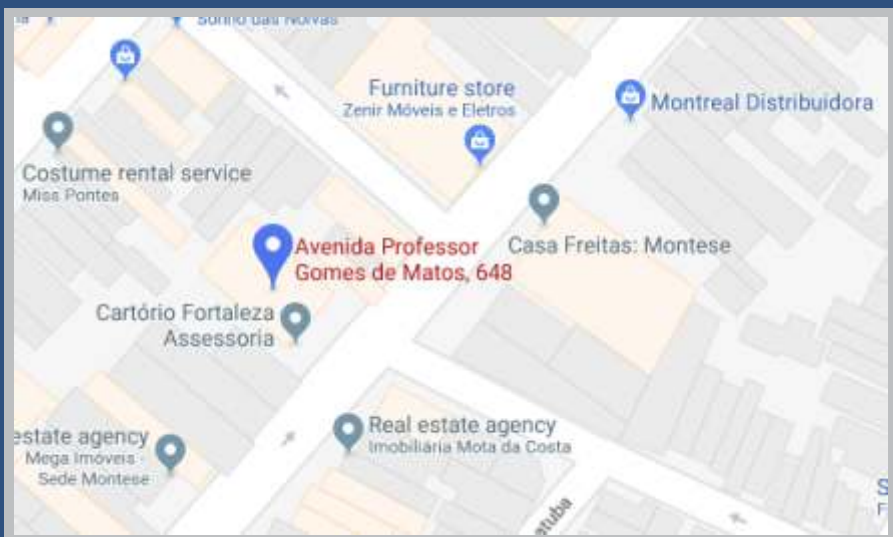 Sonho das Noivas
Furniture store
Zenir Móveis e Eletros
Montreal Distribuidora
Costume rental service
Miss Pontes
Avenida Professor
Gomes de Matos, 648
Casa Freitas: Montese
Cartório Fortaleza
Assessoria
Real estate agency
Imobiliária Mota da Costa
estate agency
Mega Imóveis -
Sede Montese
atuba
S
F